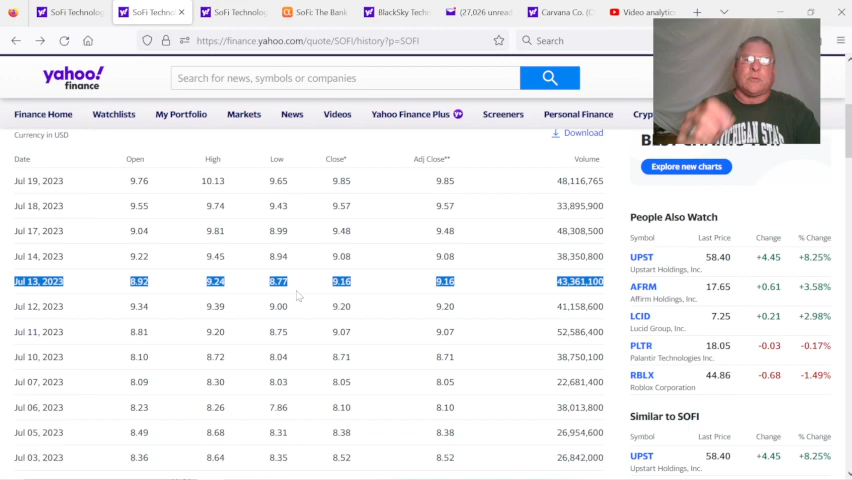 SoFi Technolog
SoFi Techno
SoFi Technolog
SoFi: The Bank
BlackSky Techn
(27,026 unread
Carvana Co. (C
Video analytics
https://finance.yahoo.com/quote/SOFI/history?p=SOFI
Search
yahoo!
finance
Search for news, symbols or companies
Finance Home Watchlists My Portfolio Markets News Videos Yahoo Finance Plus Screeners Personal Finance Cryp
Currency in USD
Download
Date Open High Low Close* Adj Close** Volume
Jul 19, 2023 9.76 10.13 9.65 9.85 9.85 48,116,765
Jul 18, 2023 9.55 9.74 9.43 9.57 9.57 33,895,900
Jul 17, 2023 9.04 9.81 8.99 9.48 9.48 48,308,500
Jul 14, 2023 9.22 9.45 8.94 9.08 9.08 38,350,800
Jul 13, 2023 8.92 9.24 8.77 9.16 9.16 43,361,100
Jul 12, 2023 9.34 9.39 9.00 9.20 9.20 41,158,600
Jul 11, 2023 8.81 9.20 8.75 9.07 9.07 52,586,400
Jul 10, 2023 8.10 8.72 8.04 8.71 8.71 38,750,800
Jul 07, 2023 8.09 8.30 8.03 8.05 8.05 22,681,400
Jul 06, 2023 8.23 8.26 7.86 8.10 8.10 38,013,800
Jul 05, 2023 8.49 8.68 8.31 8.38 8.38 26,954,600
Jul 03, 2023 8.36 8.64 8.35 8.52 8.52 26,842,000
Explore new charts
People Also Watch
Symbol Last Price Change % Change
UPST 58.40 +4.45 +8.25%
Upstart Holdings, Inc.
AFRM 17.65 +0.61 +3.58%
Affirm Holdings, Inc.
LCID 7.25 +0.21 +2.98%
Lucid Group, Inc.
PLTR 18.05 -0.03 -0.17%
Palantir Technologies Inc.
RBLX 44.86 -0.68 -1.49%
Roblox Corporation
Similar to SOFI
Symbol Last Price Change % Change
UPST 58.40 +4.45 +8.25%
Upstart Holdings, Inc.